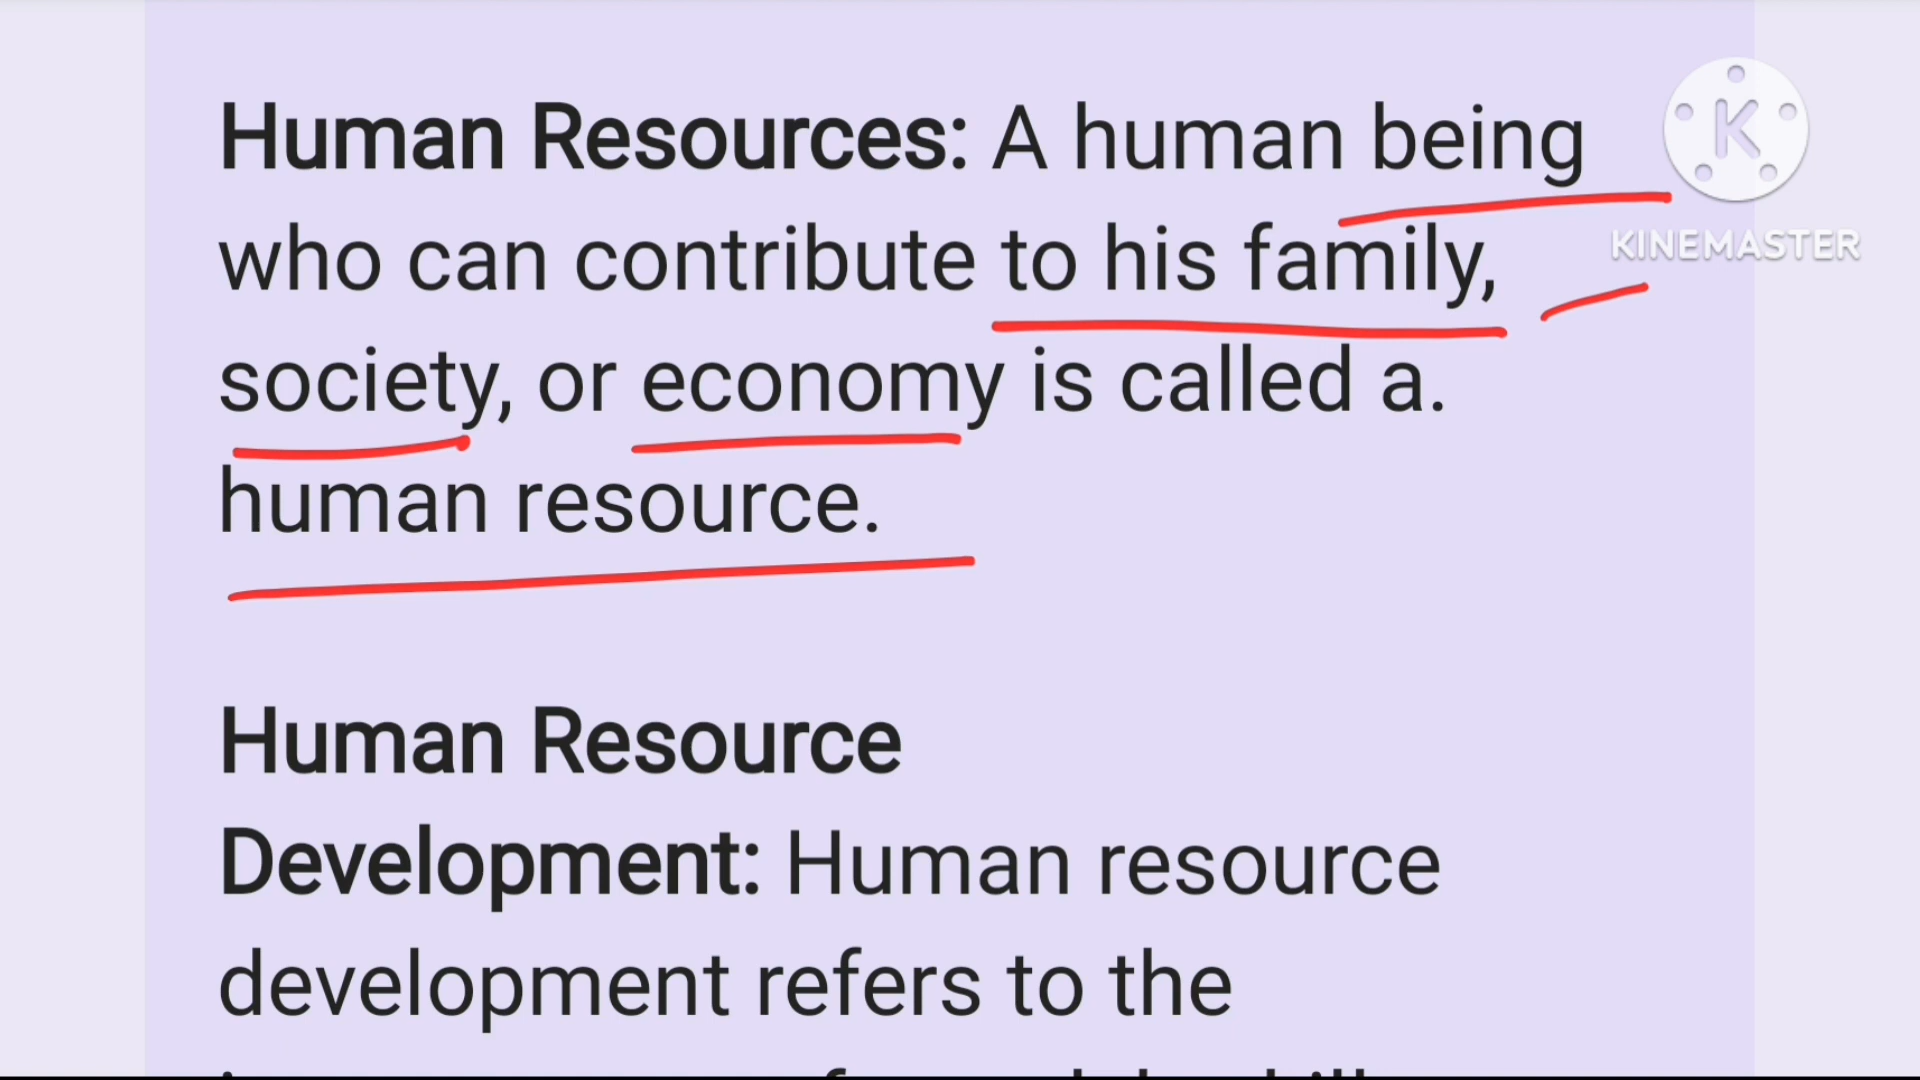 Human Resources: A human being
who can contribute to his family,
society, or economy is called a.
human resource.
Human Resource
Development: Human resource
development refers to the
K
KINEMASTER